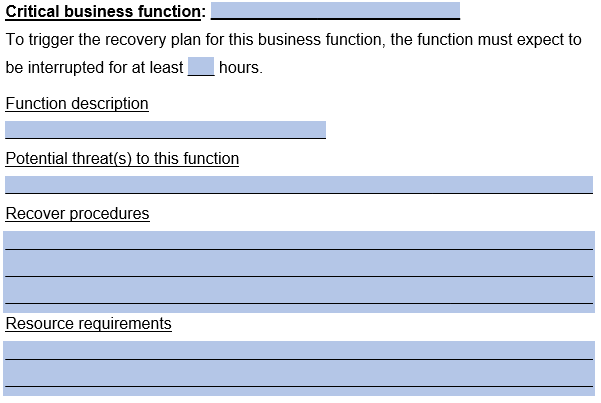 Critical business function:
To trigger the recovery plan for this business function, the function must expect to
be interrupted for at least ___ hours.
Function description
Potential threat(s) to this function
Recover procedures
Resource requirements